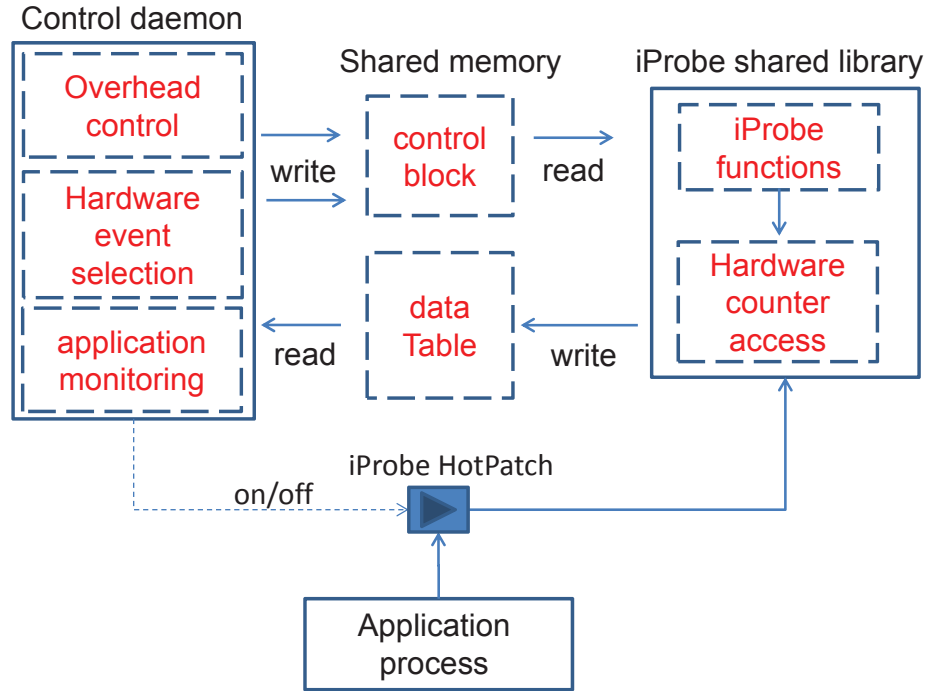 Control daemon
Overhead
control
Hardware
event
selection
application
monitoring
write
read
Shared memory
control
block
data
Table
read
write
iProbe shared library
iProbe
functions
Hardware
counter
access
iProbe HotPatch
on/off
Application
process